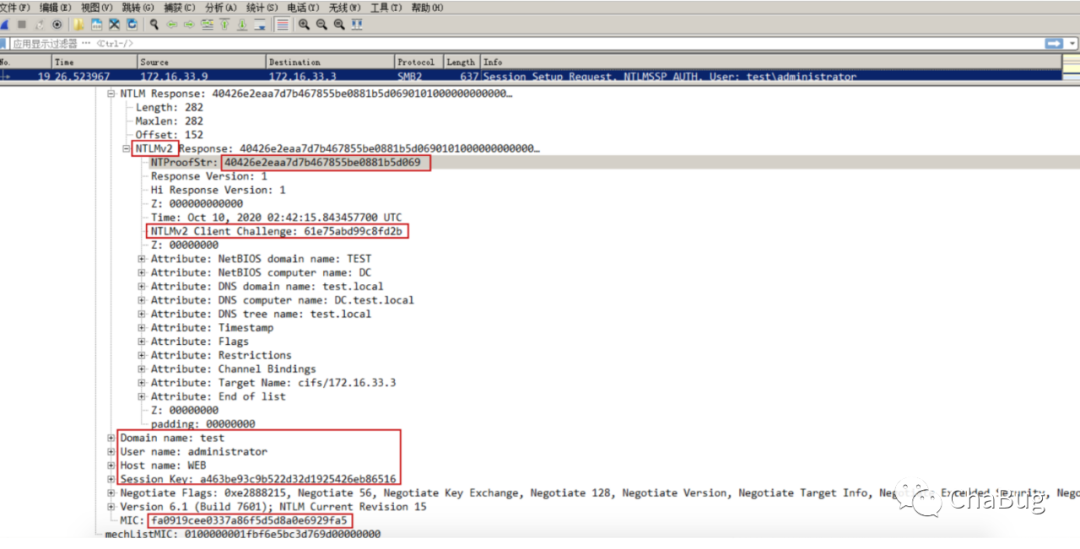 文件(F) 编辑(E) 视图(V) 跳转(G) 捕获(C) 分析(A) 统计(S) 电话(T) 无线(W) 工具(T) 帮助(H)
应用显示过滤器 … <Ctrl-/>
No. Time Source Destination Protocol Length Info
19 26.523967 172.16.33.9 172.16.33.3 SMB2 637 Session Setup Request, NTLMSSP_AUTH, User: test\administrator
NTLM Response: 40426e2eaa7d7b467855be0881b5d0690101000000000000…
Length: 282
Maxlen: 282
Offset: 152
NTLMv2 Response: 40426e2eaa7d7b467855be0881b5d0690101000000000000…
NTProofStr: 40426e2eaa7d7b467855be0881b5d069
Response Version: 1
Hi Response Version: 1
Z: 000000000000
Time: Oct 10, 2020 02:42:15.843457700 UTC
NTLMv2 Client Challenge: 61e75abd99c8fd2b
Z: 00000000
Attribute: NetBIOS domain name: TEST
Attribute: NetBIOS computer name: DC
Attribute: DNS domain name: test.local
Attribute: DNS computer name: DC.test.local
Attribute: DNS tree name: test.local
Attribute: Timestamp
Attribute: Flags
Attribute: Restrictions
Attribute: Channel Bindings
Attribute: Target Name: cifs/172.16.33.3
Attribute: End of list
Z: 00000000
padding: 00000000
Domain name: test
User name: administrator
Host name: WEB
Session Key: a463be93c9b522d32d1925426eb86516
Negotiate Flags: 0xe2888215, Negotiate 56, Negotiate Key Exchange, Negotiate 128, Negotiate Version, Negotiate Target Info, Negotiate Extended Security,
Version 6.1 (Build 7601); NTLM Current Revision 15
MIC: fa0919cee0337a86f5d5d8a0e6929fa5
mechListMIC: 0100000001fbf6e5bc3d769d00000000
ChaBug